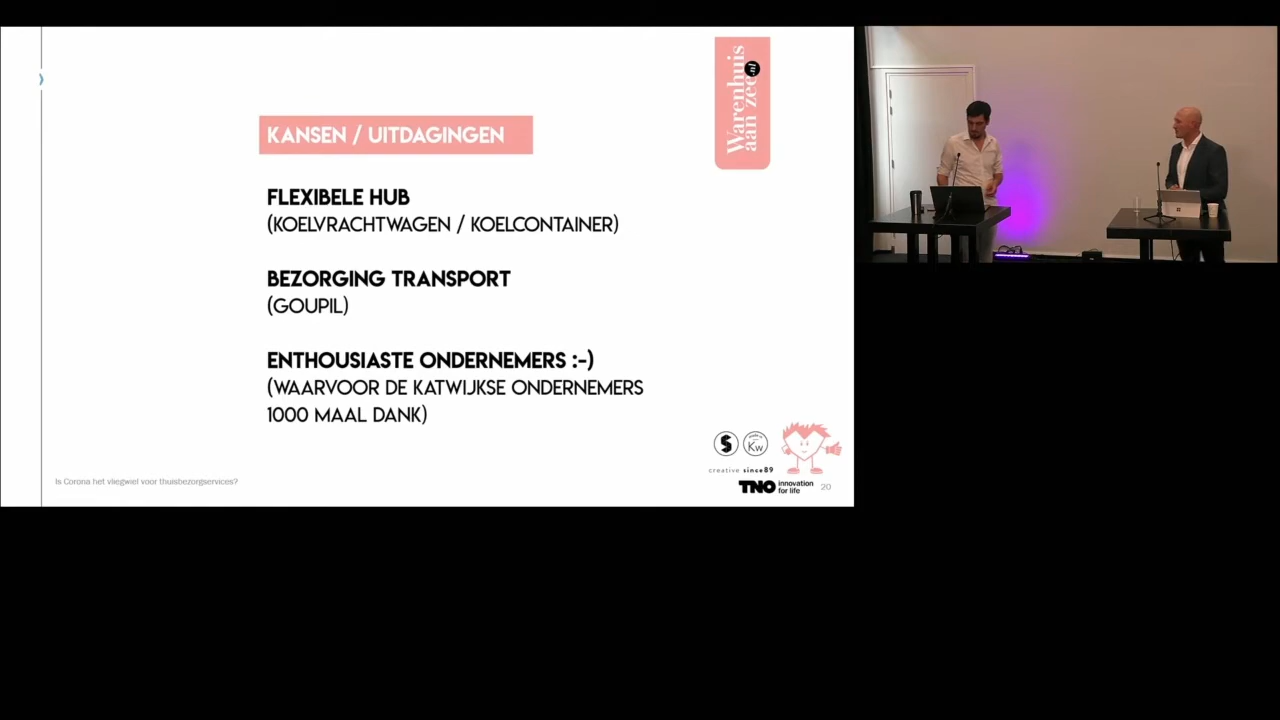 Warenhuis
aan zee.nl
KANSEN / UITDAGINGEN
FLEXIBELE HUB
(KOELVRACHTWAGEN / KOELCONTAINER)
BEZORGING TRANSPORT
(GOUPIL)
ENTHOUSIASTE ONDERNEMERS :-)
(WAARVOOR DE KATWIJKSE ONDERNEMERS
1000 MAAL DANK)
S
Kw
creative since89
Is Corona het vliegwiel voor thuisbezorgservices?
TNO innovation
for life
20